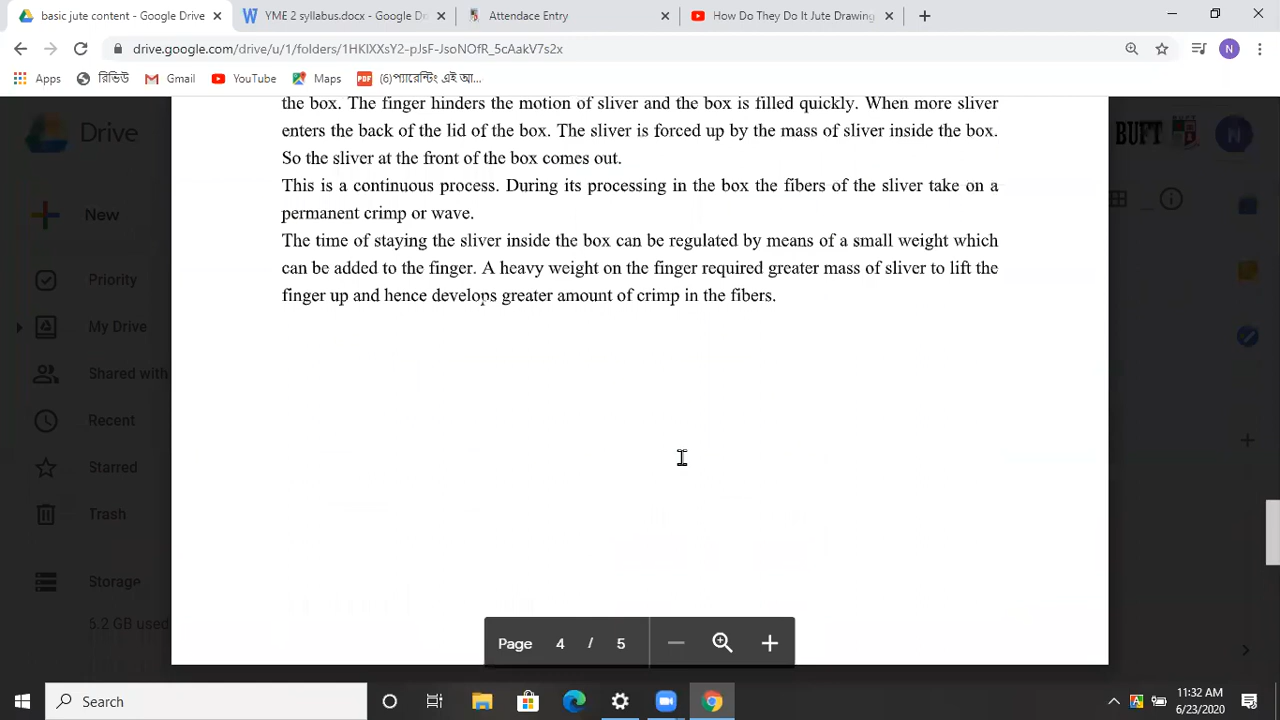 basic jute content - Google Drive
YME 2 syllabus.docx - Google Dr
Attendace Entry
How Do They Do It Jute Drawing
drive.google.com/drive/u/1/folders/1HKlXXsY2-pJsF-JsoNOfR_5cAakV7s2x
N
Apps
রিভিউ
Gmail
YouTube
Maps
(6)প্যারেন্টিং এই আ...
Drive
BUFT
N
the box. The finger hinders the motion of sliver and the box is filled quickly. When more sliver
enters the back of the lid of the box. The sliver is forced up by the mass of sliver inside the box.
So the sliver at the front of the box comes out.
This is a continuous process. During its processing in the box the fibers of the sliver take on a
permanent crimp or wave.
The time of staying the sliver inside the box can be regulated by means of a small weight which
can be added to the finger. A heavy weight on the finger required greater mass of sliver to lift the
finger up and hence develops greater amount of crimp in the fibers.
New
Priority
My Drive
Shared with
Recent
Starred
Trash
Storage
6.2 GB used
Page 4 / 5
Search
11:32 AM
6/23/2020